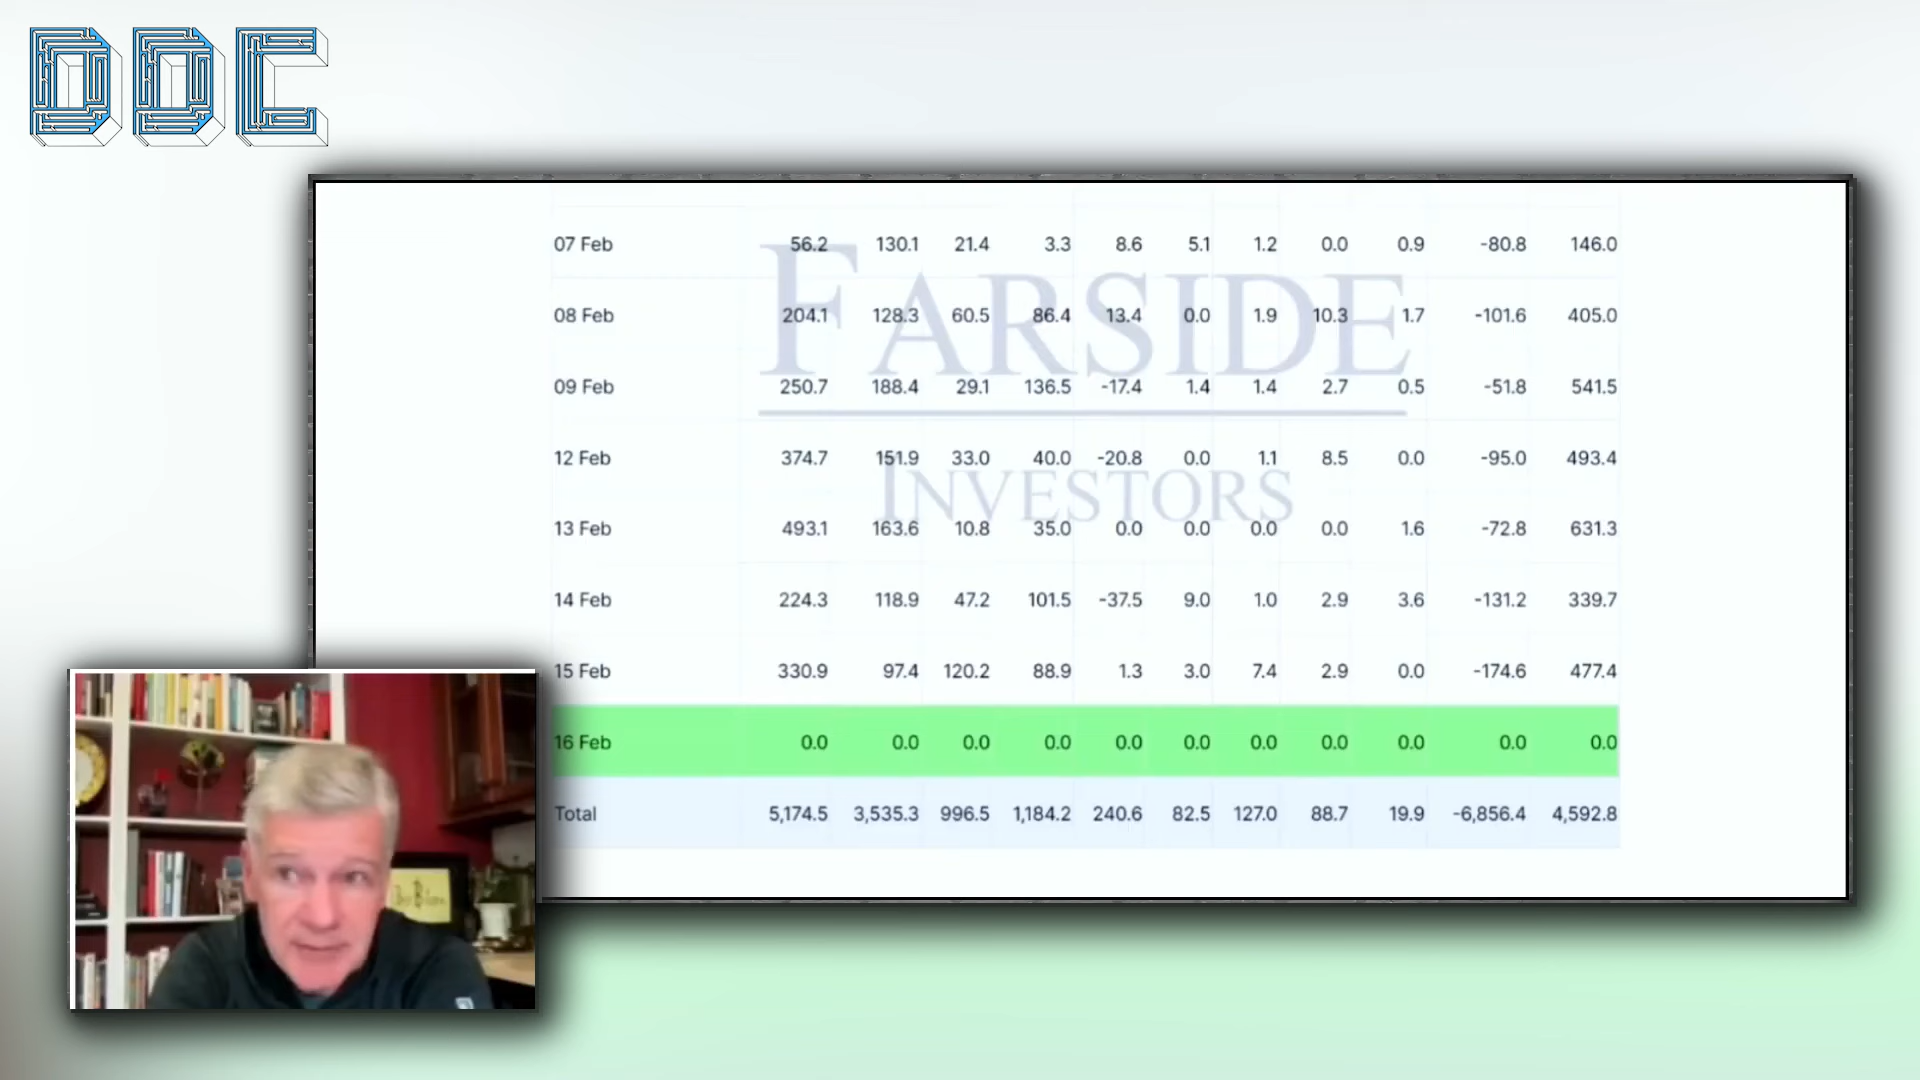 DDC
FARSIDE
INVESTORS
07 Feb 56.2 130.1 21.4 3.3 8.6 5.1 1.2 0.0 0.9 -80.8 146.0
08 Feb 204.1 128.3 60.5 86.4 13.4 0.0 1.9 10.3 1.7 -101.6 405.0
09 Feb 250.7 188.4 29.1 136.5 -17.4 1.4 1.4 2.7 0.5 -51.8 541.5
12 Feb 374.7 151.9 33.0 40.0 -20.8 0.0 1.1 8.5 0.0 -95.0 493.4
13 Feb 493.1 163.6 10.8 35.0 0.0 0.0 0.0 0.0 1.6 -72.8 631.3
14 Feb 224.3 118.9 47.2 101.5 -37.5 9.0 1.0 2.9 3.6 -131.2 339.7
15 Feb 330.9 97.4 120.2 88.9 1.3 3.0 7.4 2.9 0.0 -174.6 477.4
16 Feb 0.0 0.0 0.0 0.0 0.0 0.0 0.0 0.0 0.0 0.0 0.0
Total 5,174.5 3,535.3 996.5 1,184.2 240.6 82.5 127.0 88.7 19.9 -6,856.4 4,592.8